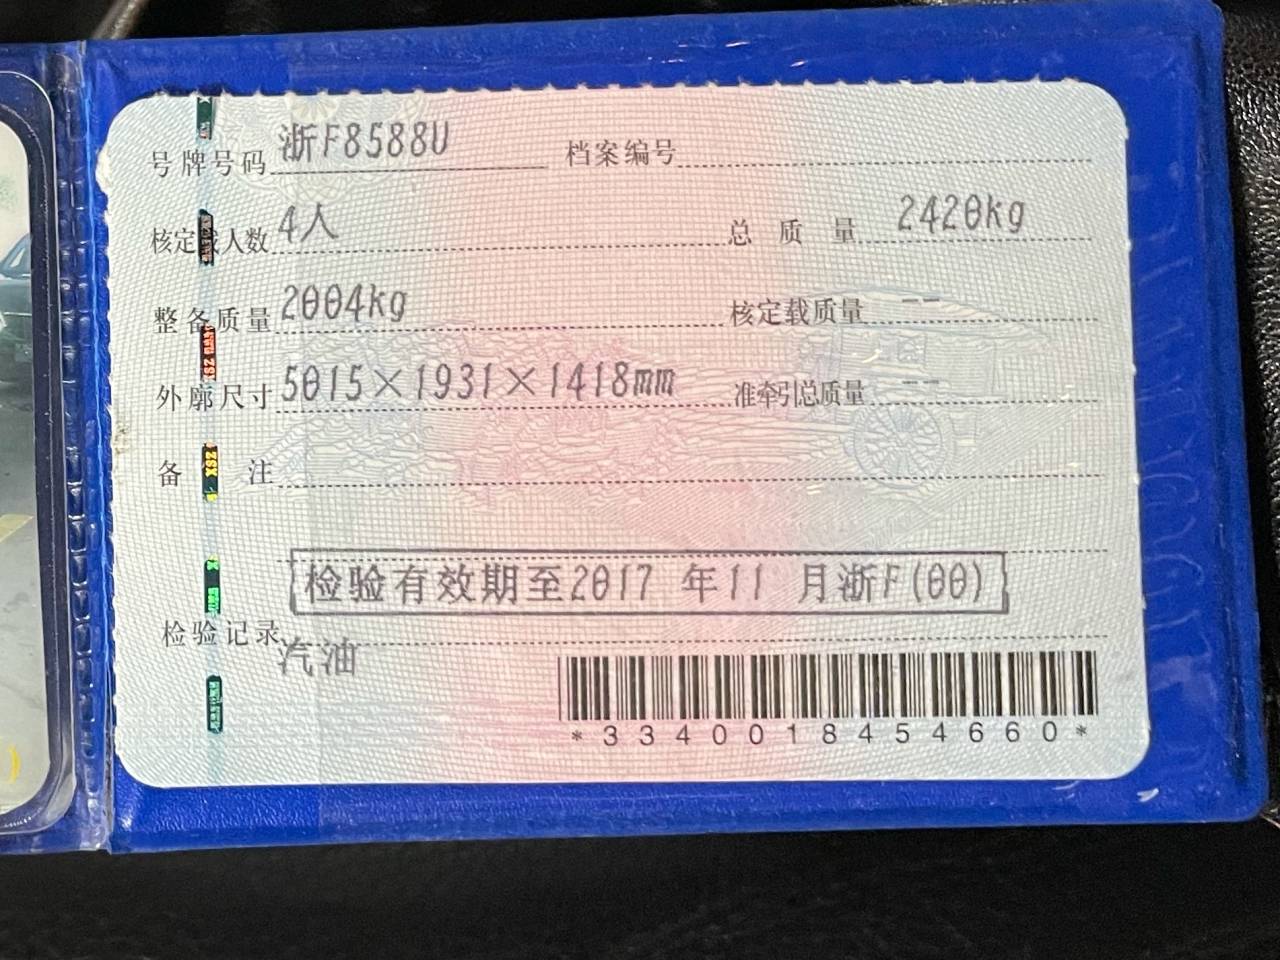 号牌号码 浙F8588U 档案编号
核定载人数 4人 总质量 2420kg
整备质量 2004kg 核定载质量 --
外廓尺寸 5015×1931×1418mm 准牵引总质量 --
备注
检验有效期至2017 年11 月浙F(00)
检验记录
汽油
*3340018454660*